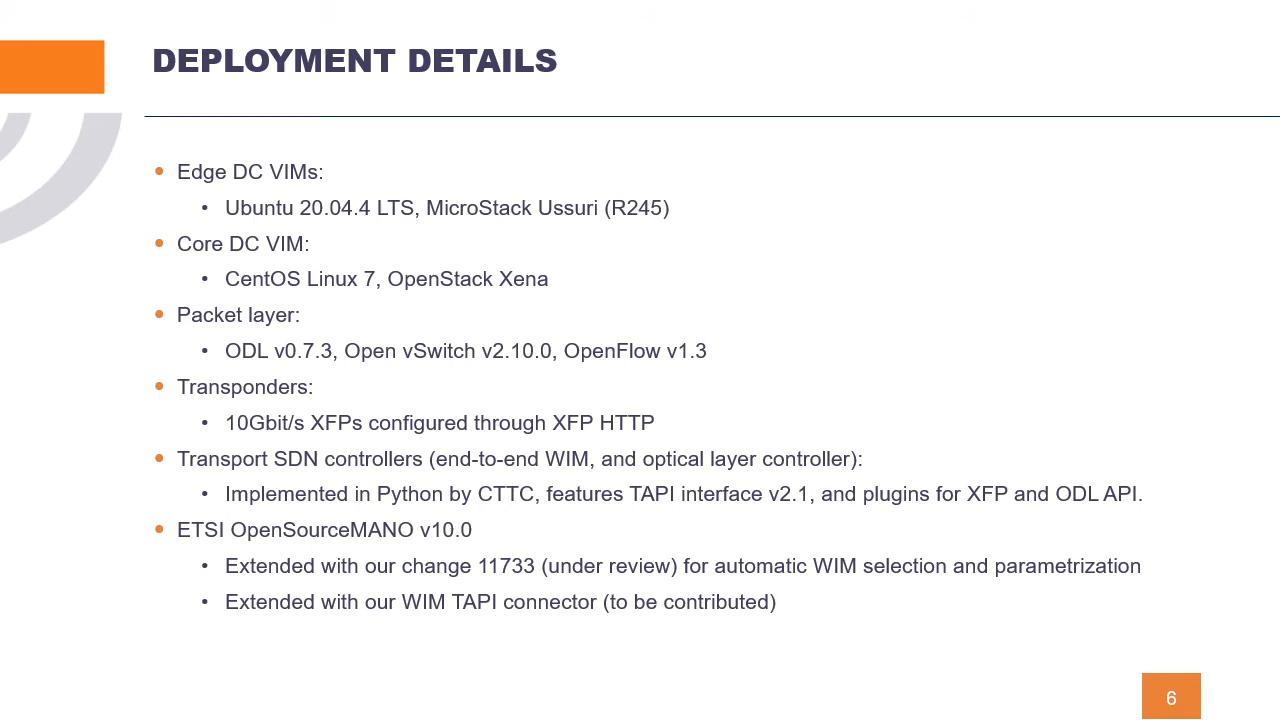 DEPLOYMENT DETAILS
• Edge DC VIMs:
• Ubuntu 20.04.4 LTS, MicroStack Ussuri (R245)
• Core DC VIM:
• CentOS Linux 7, OpenStack Xena
• Packet layer:
• ODL v0.7.3, Open vSwitch v2.10.0, OpenFlow v1.3
• Transponders:
• 10Gbit/s XFPs configured through XFP HTTP
• Transport SDN controllers (end-to-end WIM, and optical layer controller):
• Implemented in Python by CTTC, features TAPI interface v2.1, and plugins for XFP and ODL API.
• ETSI OpenSourceMANO v10.0
• Extended with our change 11733 (under review) for automatic WIM selection and parametrization
• Extended with our WIM TAPI connector (to be contributed)
6